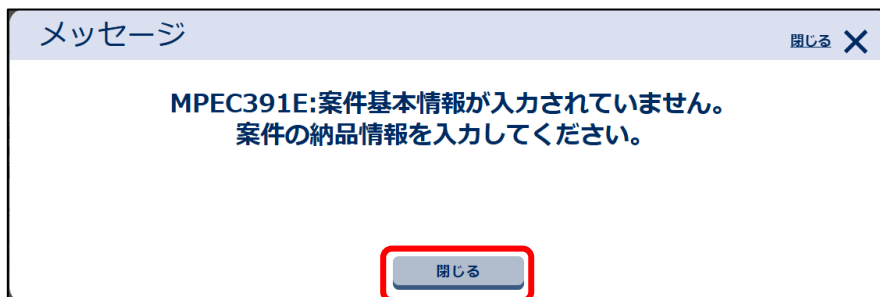 メッセージ
閉じる
MPEC391E:案件基本情報が入力されていません。
案件の納品情報を入力してください。
閉じる